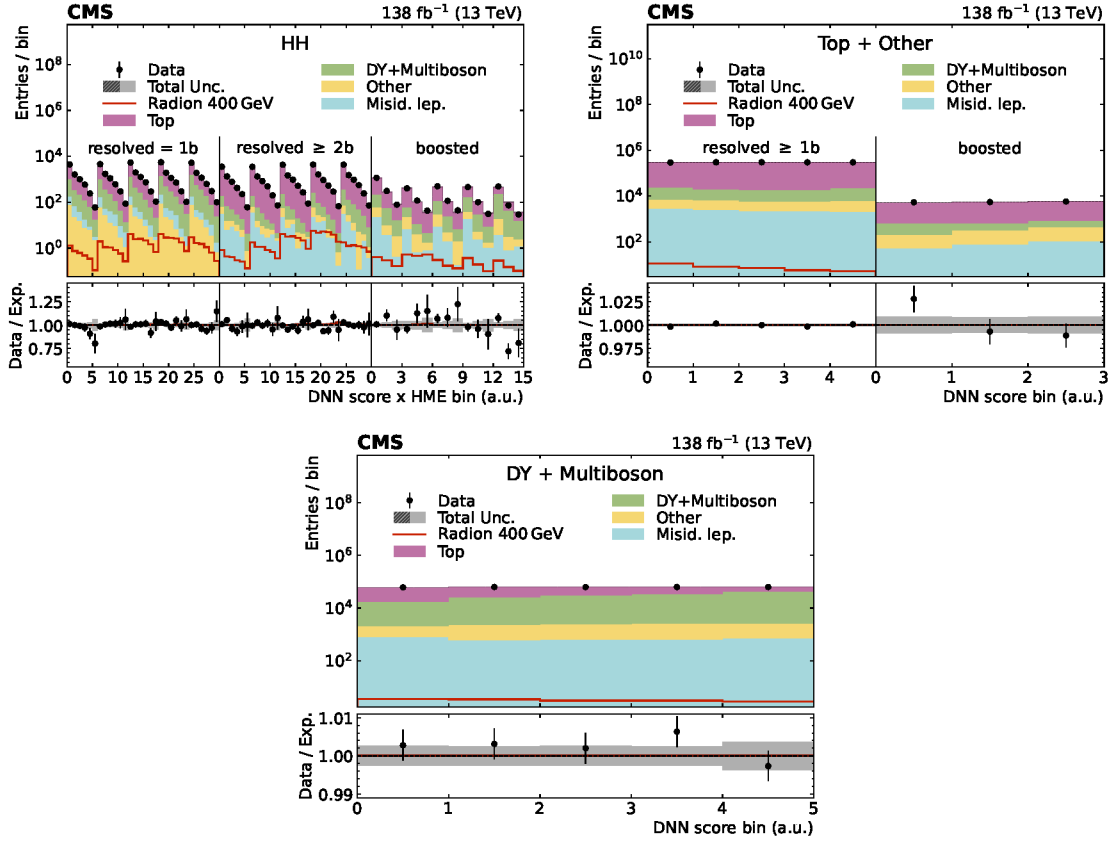 CMS 138 fb⁻¹ (13 TeV)
HH
Entries / bin
Data
Total Unc.
Radion 400 GeV
Top
DY+Multiboson
Other
Misid. lep.
resolved = 1b resolved ≥ 2b boosted
10⁸
10⁶
10⁴
10²
10⁰
Data / Exp.
1.25
1.00
0.75
0 5 10 15 20 25 0 5 10 15 20 25 0 3 6 9 12 15
DNN score x HME bin (a.u.)
CMS 138 fb⁻¹ (13 TeV)
Top + Other
Entries / bin
Data
Total Unc.
Radion 400 GeV
Top
DY+Multiboson
Other
Misid. lep.
resolved ≥ 1b boosted
10¹⁰
10⁸
10⁶
10⁴
10²
Data / Exp.
1.025
1.000
0.975
0 1 2 3 4 0 1 2 3
DNN score bin (a.u.)
CMS 138 fb⁻¹ (13 TeV)
DY + Multiboson
Entries / bin
Data
Total Unc.
Radion 400 GeV
Top
DY+Multiboson
Other
Misid. lep.
10⁸
10⁶
10⁴
10²
Data / Exp.
1.01
1.00
0.99
0 1 2 3 4 5
DNN score bin (a.u.)